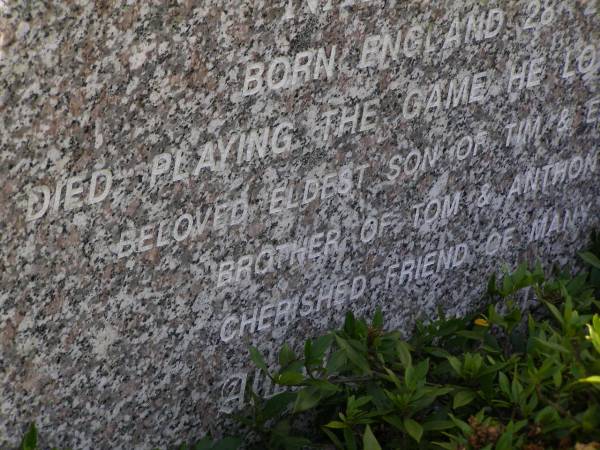 BORN ENGLAND 28
DIED PLAYING THE GAME HE
BELOVED ELDEST SON OF TIM &
BROTHER OF TOM & ANTHON
CHERISHED FRIEND OF MANY